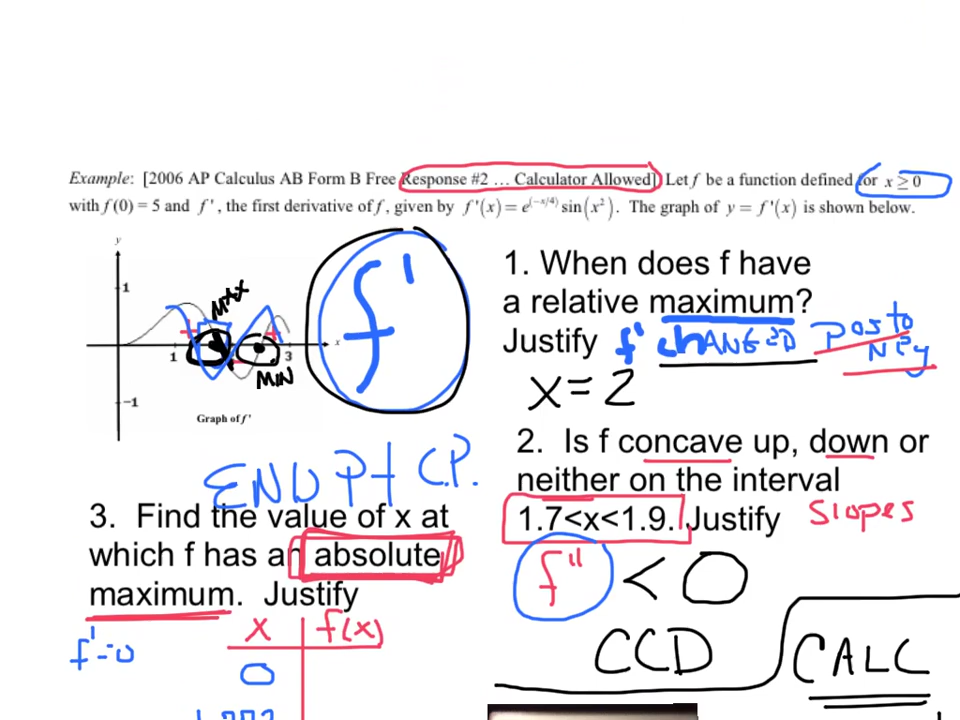 Example: [2006 AP Calculus AB Form B Free Response #2 … Calculator Allowed] Let f be a function defined for x ≥ 0
with f(0) = 5 and f', the first derivative of f, given by f'(x) = e^(-x/4) sin(x²). The graph of y = f'(x) is shown below.
y
1
MAX
1
3
x
MIN
-1
Graph of f'
f'
1. When does f have
a relative maximum?
Justify f' CHANGED POS to NEG
x=2
2. Is f concave up, down or
neither on the interval
1.7<x<1.9. Justify slopes
f'' < 0
CCD
CALC
END Pt C.P.
3. Find the value of x at
which f has an absolute
maximum. Justify
f'=0
x f(x)
0